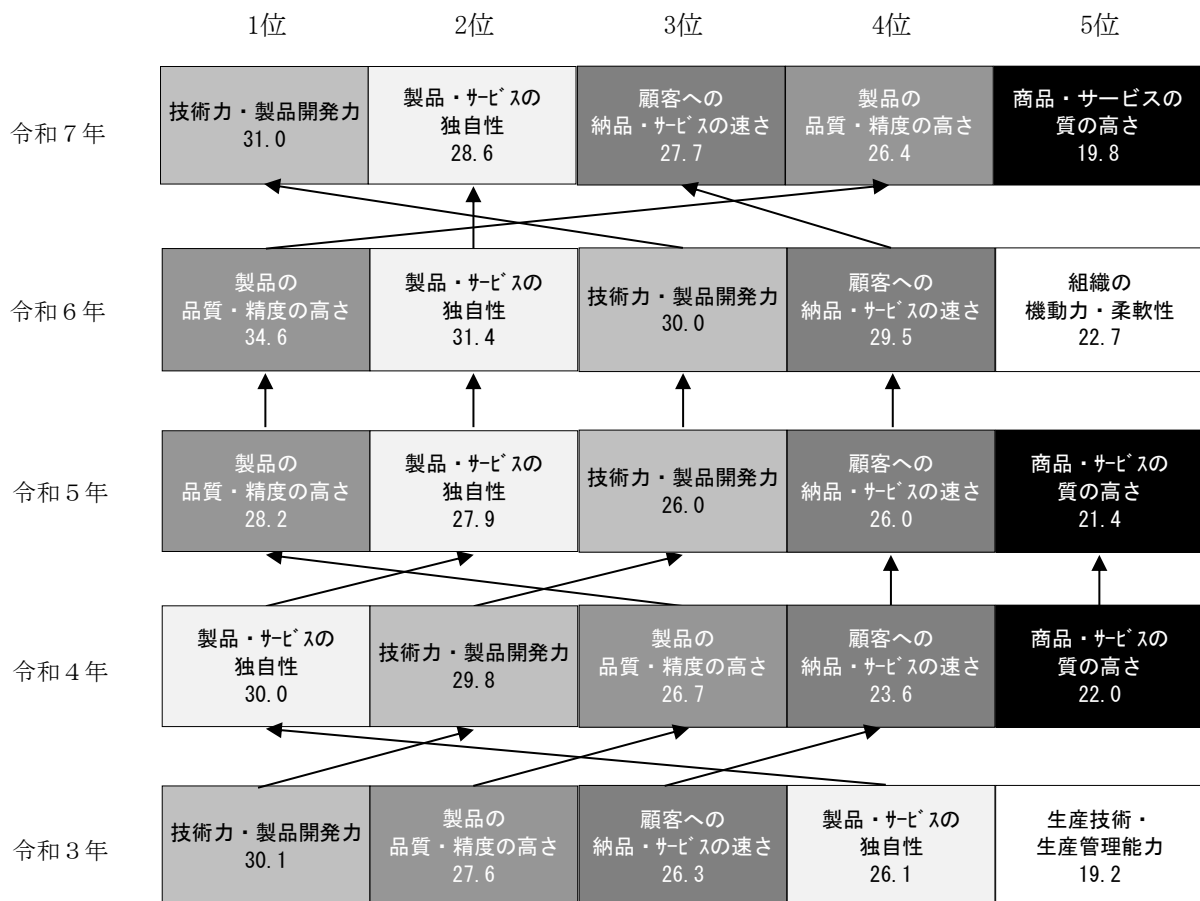 1位 2位 3位 4位 5位
令和７年
技術力・製品開発力
31.0
製品・ｻｰﾋﾞｽの
独自性
28.6
顧客への
納品・ｻｰﾋﾞｽの速さ
27.7
製品の
品質・精度の高さ
26.4
商品・サービスの
質の高さ
19.8
令和６年
製品の
品質・精度の高さ
34.6
製品・ｻｰﾋﾞｽの
独自性
31.4
技術力・製品開発力
30.0
顧客への
納品・ｻｰﾋﾞｽの速さ
29.5
組織の
機動力・柔軟性
22.7
令和５年
製品の
品質・精度の高さ
28.2
製品・ｻｰﾋﾞｽの
独自性
27.9
技術力・製品開発力
26.0
顧客への
納品・ｻｰﾋﾞｽの速さ
26.0
商品・ｻｰﾋﾞｽの
質の高さ
21.4
令和４年
製品・ｻｰﾋﾞｽの
独自性
30.0
技術力・製品開発力
29.8
製品の
品質・精度の高さ
26.7
顧客への
納品・ｻｰﾋﾞｽの速さ
23.6
商品・ｻｰﾋﾞｽの
質の高さ
22.0
令和３年
技術力・製品開発力
30.1
製品の
品質・精度の高さ
27.6
顧客への
納品・ｻｰﾋﾞｽの速さ
26.3
製品・ｻｰﾋﾞｽの
独自性
26.1
生産技術・
生産管理能力
19.2